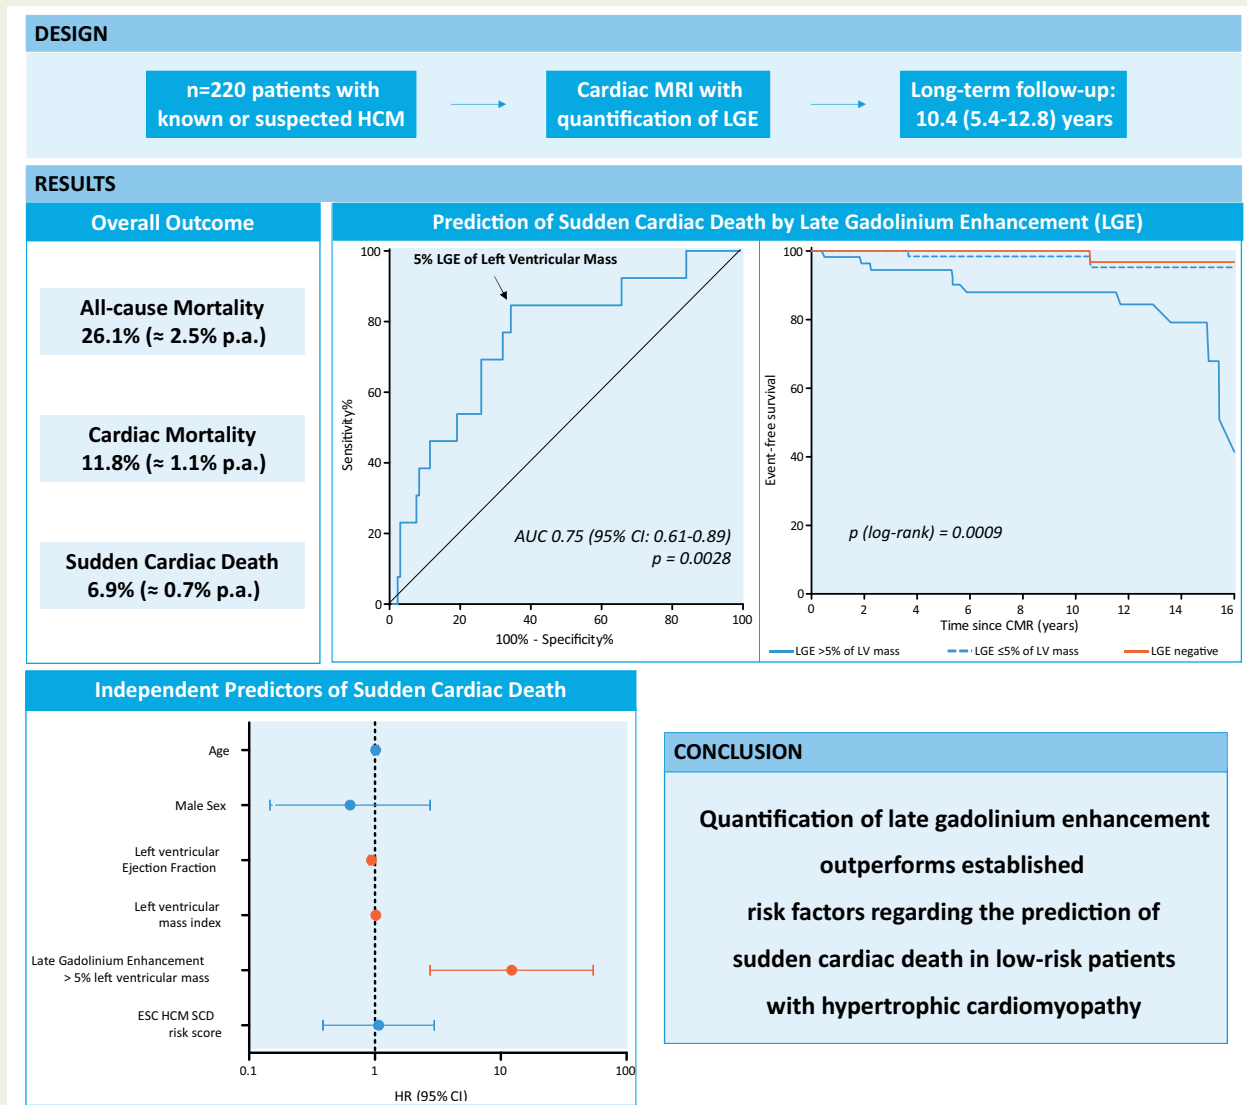 DESIGN
n=220 patients with
known or suspected HCM
Cardiac MRI with
quantification of LGE
Long-term follow-up:
10.4 (5.4-12.8) years
RESULTS
Overall Outcome
All-cause Mortality
26.1% (≈ 2.5% p.a.)
Cardiac Mortality
11.8% (≈ 1.1% p.a.)
Sudden Cardiac Death
6.9% (≈ 0.7% p.a.)
Prediction of Sudden Cardiac Death by Late Gadolinium Enhancement (LGE)
5% LGE of Left Ventricular Mass
100
80
60
40
20
0
Sensitivity%
AUC 0.75 (95% CI: 0.61-0.89)
p = 0.0028
0 20 40 60 80 100
100% - Specificity%
100
80
60
40
20
0
Event-free survival
p (log-rank) = 0.0009
0 2 4 6 8 10 12 14 16
Time since CMR (years)
LGE >5% of LV mass LGE ≤5% of LV mass LGE negative
Independent Predictors of Sudden Cardiac Death
Age
Male Sex
Left ventricular
Ejection Fraction
Left ventricular
mass index
Late Gadolinium Enhancement
> 5% left ventricular mass
ESC HCM SCD
risk score
0.1 1 10 100
HR (95% CI)
CONCLUSION
Quantification of late gadolinium enhancement
outperforms established
risk factors regarding the prediction of
sudden cardiac death in low-risk patients
with hypertrophic cardiomyopathy